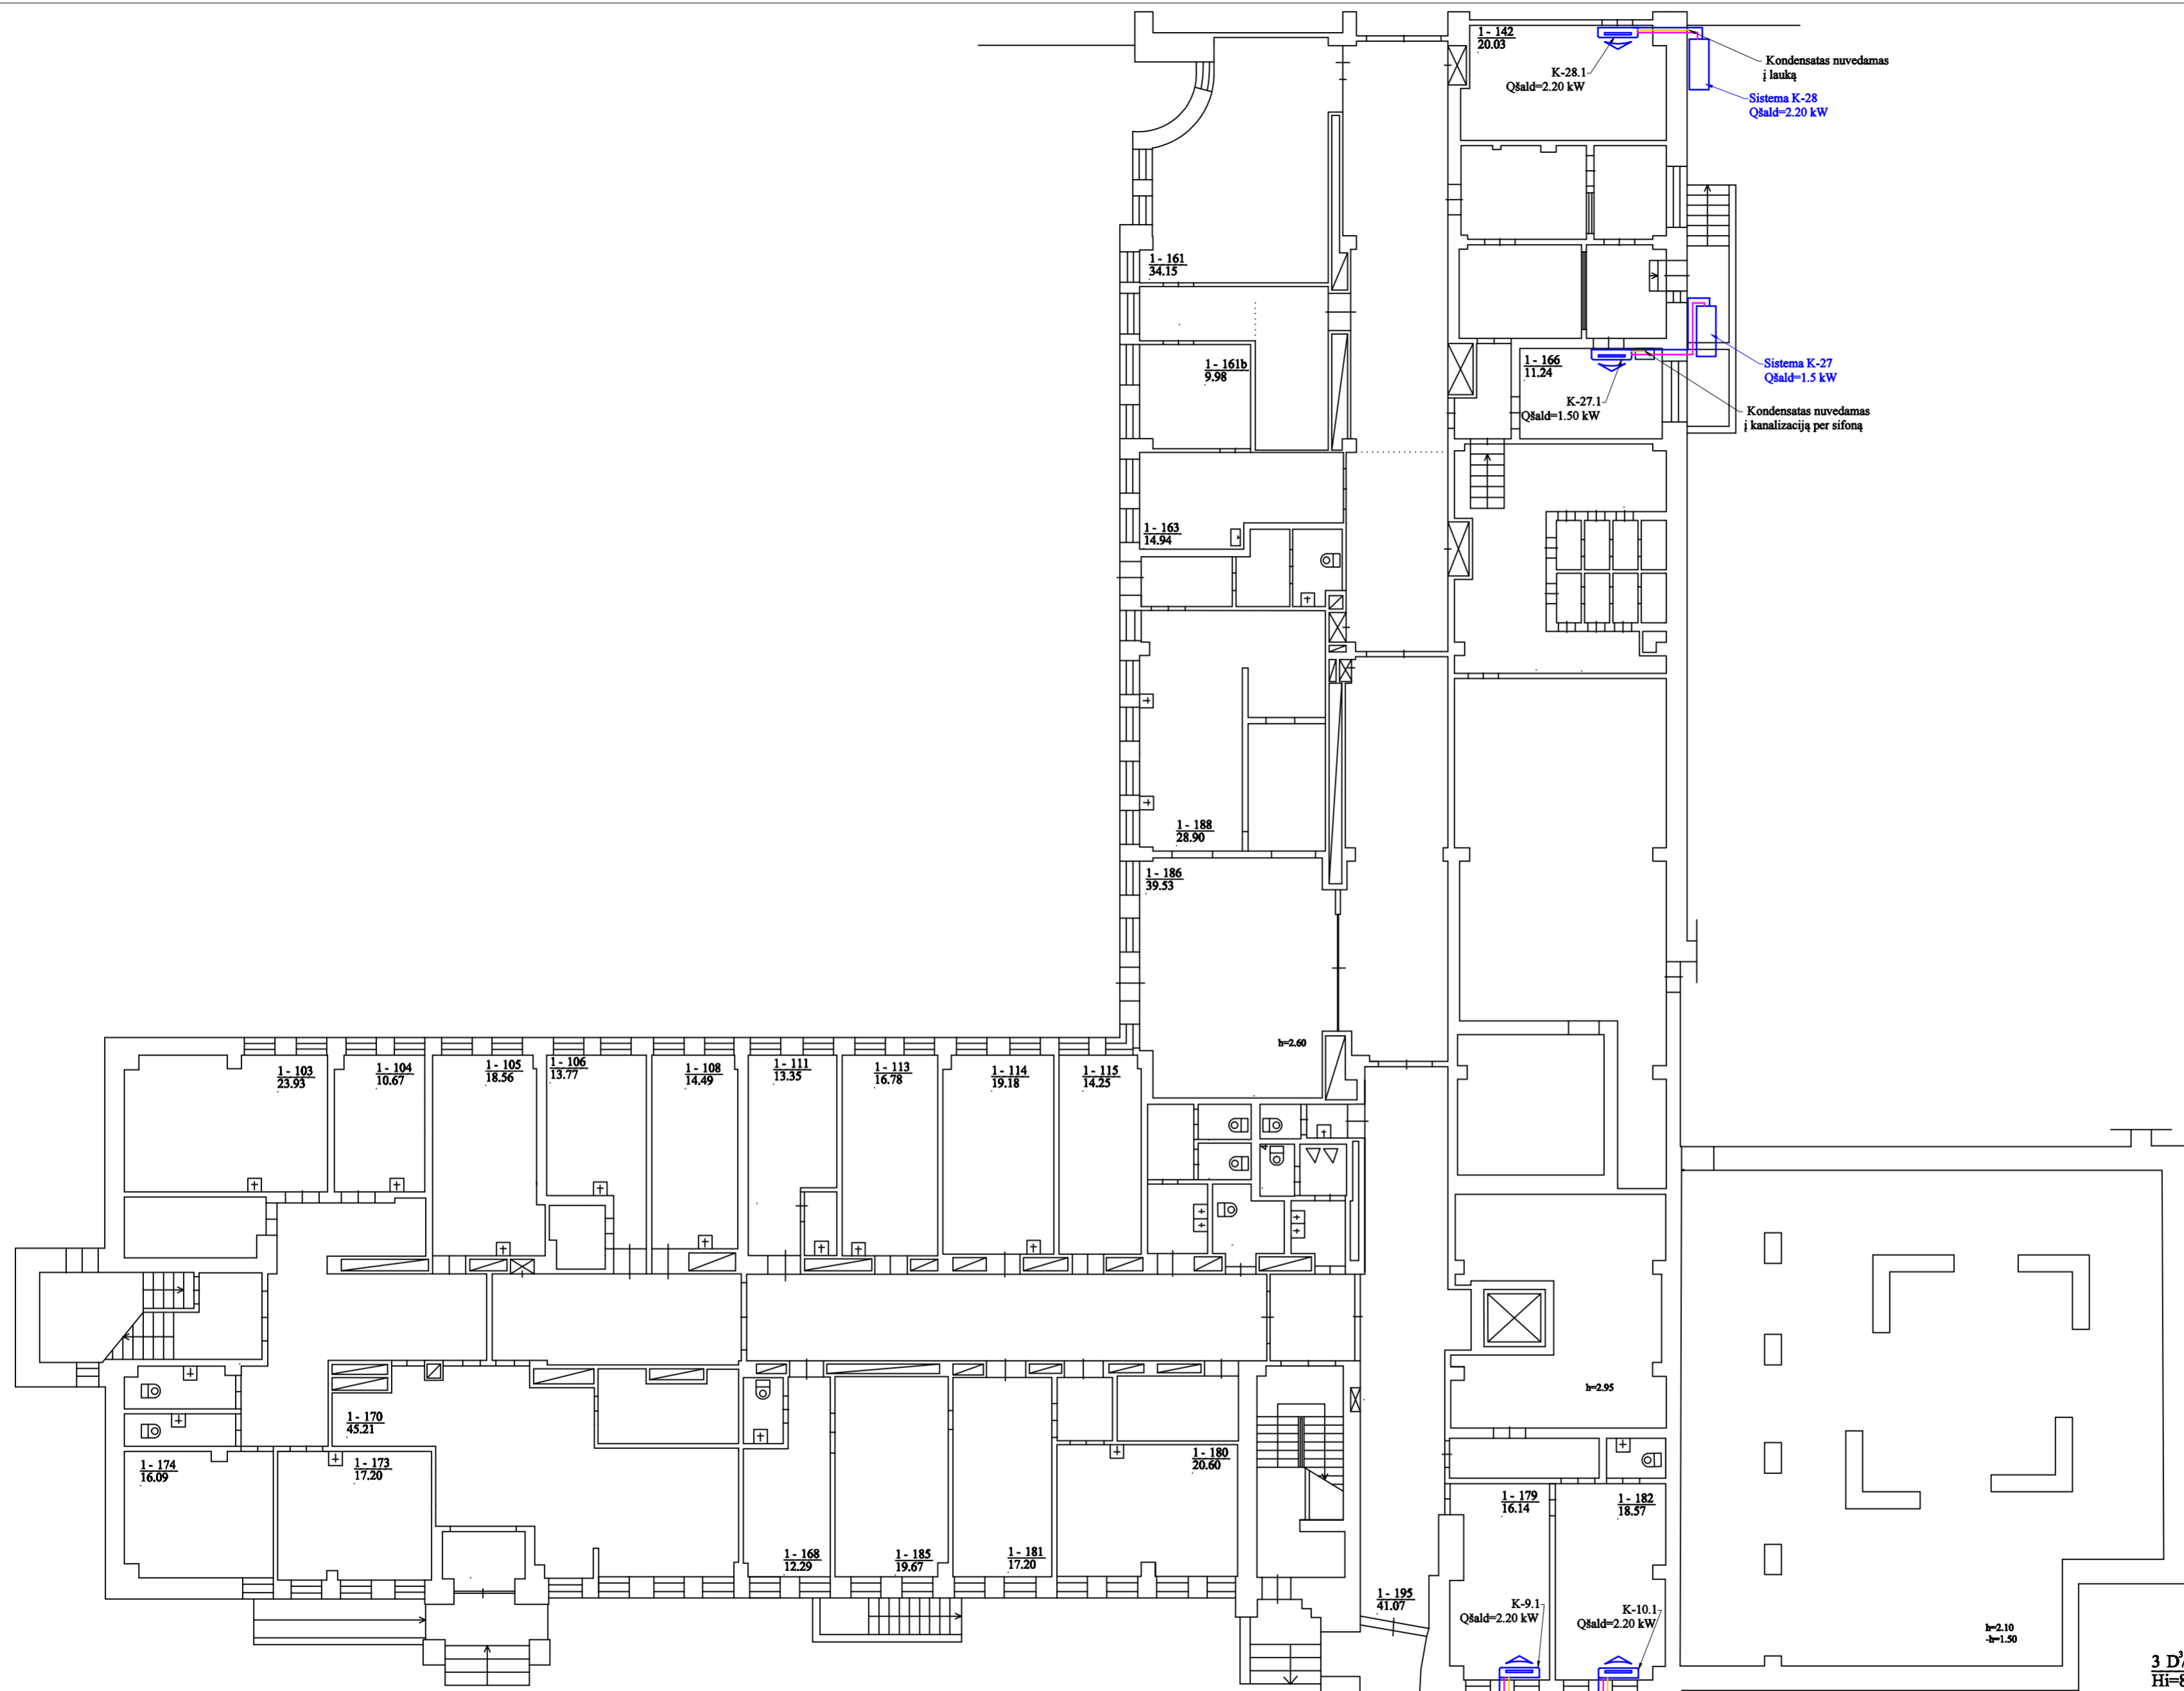 1 - 142
20.03
K-28.1
Qšald=2.20 kW
Kondensatas nuvedamas
į lauką
Sistema K-28
Qšald=2.20 kW
1 - 161
34.15
1 - 161b
9.98
1 - 166
11.24
K-27.1
Qšald=1.50 kW
Sistema K-27
Qšald=1.5 kW
Kondensatas nuvedamas
į kanalizaciją per sifoną
1 - 163
14.94
1 - 188
28.90
1 - 186
39.53
h=2.60
1 - 103
23.93
1 - 104
10.67
1 - 105
18.56
1 - 106
13.77
1 - 108
14.49
1 - 111
13.35
1 - 113
16.78
1 - 114
19.18
1 - 115
14.25
h=2.95
1 - 170
45.21
1 - 174
16.09
1 - 173
17.20
1 - 180
20.60
1 - 179
16.14
1 - 182
18.57
1 - 168
12.29
1 - 185
19.67
1 - 181
17.20
1 - 195
41.07
K-9.1
Qšald=2.20 kW
K-10.1
Qšald=2.20 kW
h=2.10
-h=1.50